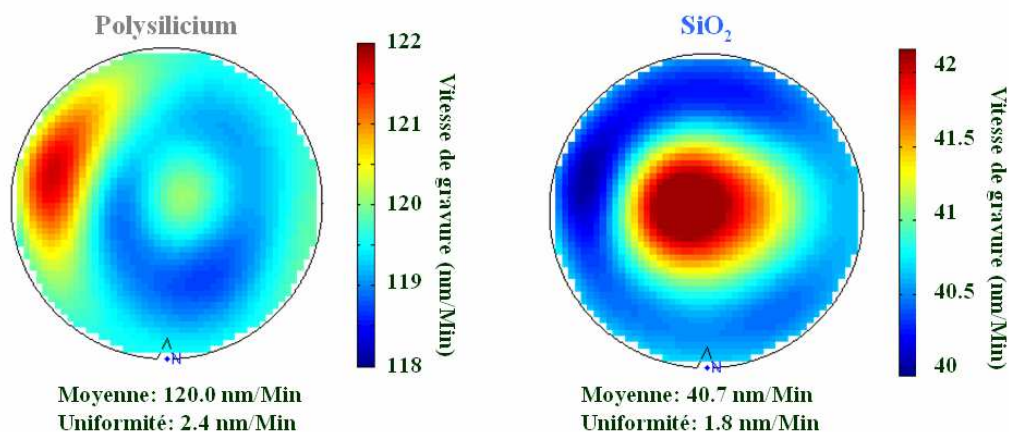 Polysilicium
122
121
120
119
118
Vitesse de gravure (nm/Min)
N
Moyenne: 120.0 nm/Min
Uniformité: 2.4 nm/Min
SiO2
42
41.5
41
40.5
40
Vitesse de gravure (nm/Min)
N
Moyenne: 40.7 nm/Min
Uniformité: 1.8 nm/Min